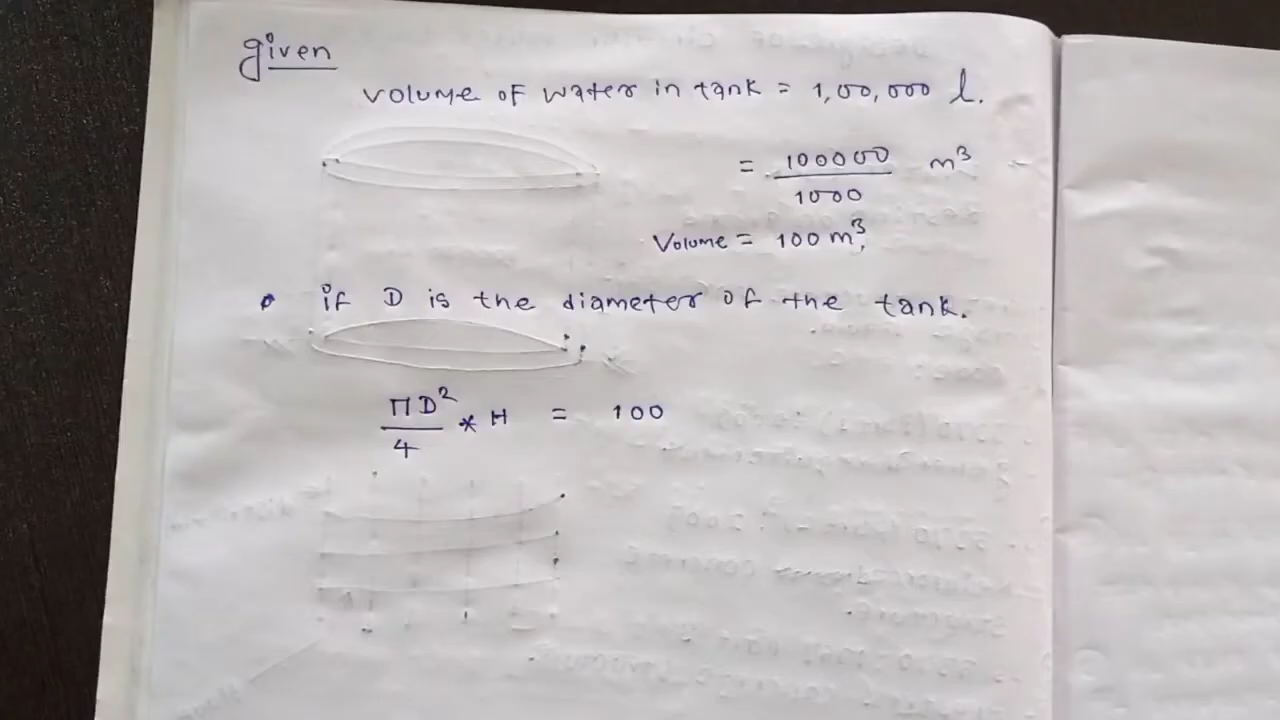 given
volume of water in tank = 1,00,000 l.
= 100000 / 1000 m³
Volume = 100 m³
• if D is the diameter of the tank.
ΠD² / 4 * H = 100